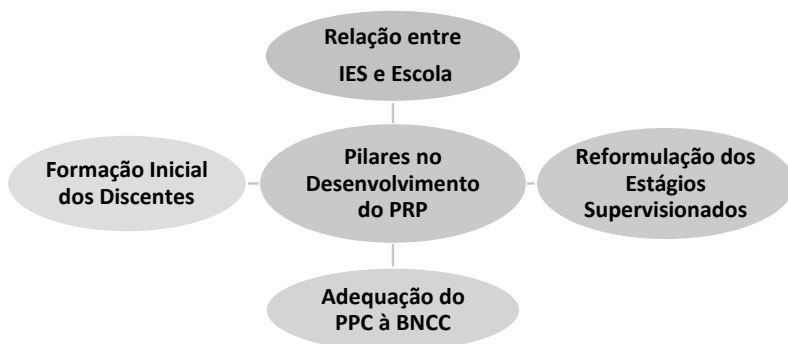 Relação entre
IES e Escola
Formação Inicial
dos Discentes
Pilares no
Desenvolvimento
do PRP
Reformulação dos
Estágios
Supervisionados
Adequação do
PPC à BNCC